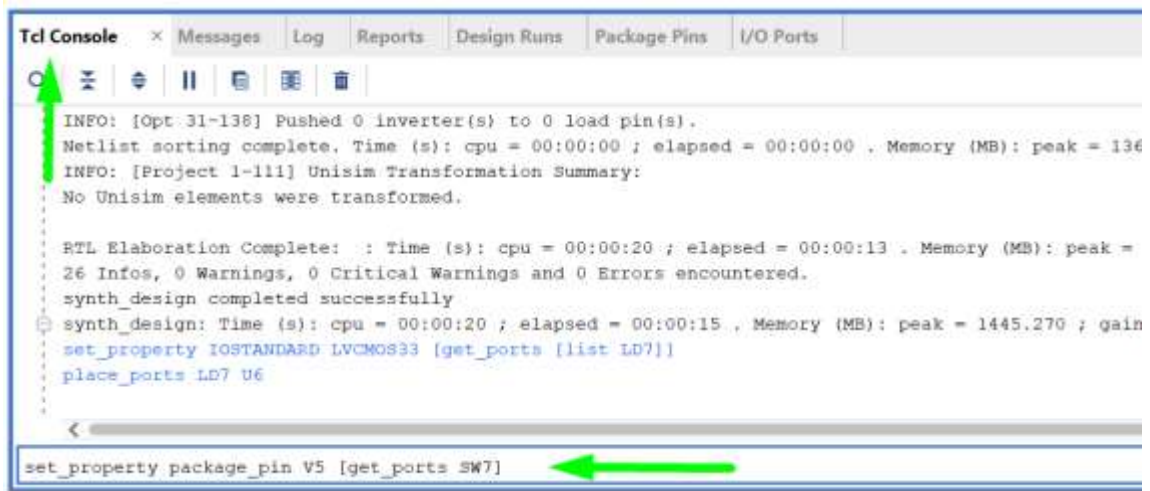 Tcl Console × Messages Log Reports Design Runs Package Pins I/O Ports
INFO: [Opt 31-138] Pushed 0 inverter(s) to 0 load pin(s).
Netlist sorting complete. Time (s): cpu = 00:00:00 ; elapsed = 00:00:00 . Memory (MB): peak = 136
INFO: [Project 1-111] Unisim Transformation Summary:
No Unisim elements were transformed.
RTL Elaboration Complete: : Time (s): cpu = 00:00:20 ; elapsed = 00:00:13 . Memory (MB): peak =
26 Infos, 0 Warnings, 0 Critical Warnings and 0 Errors encountered.
synth_design completed successfully
synth_design: Time (s): cpu = 00:00:20 ; elapsed = 00:00:15 . Memory (MB): peak = 1445.270 ; gain
set_property IOSTANDARD LVCMOS33 [get_ports [list LD7]]
place_ports LD7 U6
set_property package_pin V5 [get_ports SW7]